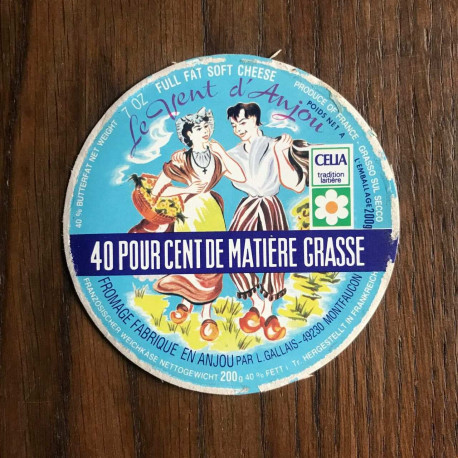 7 OZ FULL FAT SOFT CHEESE
PRODUCE OF FRANCE - GRASSO SUL SECCO
40 % BUTTERFAT NET WEIGHT
Le Vent d'Anjou
POIDS NET A L'EMBALLAGE 200g
CELIA
tradition
laitière
40 POUR CENT DE MATIÈRE GRASSE
FROMAGE FABRIQUE EN ANJOU PAR L. GALLAIS - 49230 MONTFAUCON
FRANZÖSISCHER WEICHKÄSE NETTOGEWICHT 200 g 40 % FETT i. Tr. HERGESTELLT IN FRANKREICH